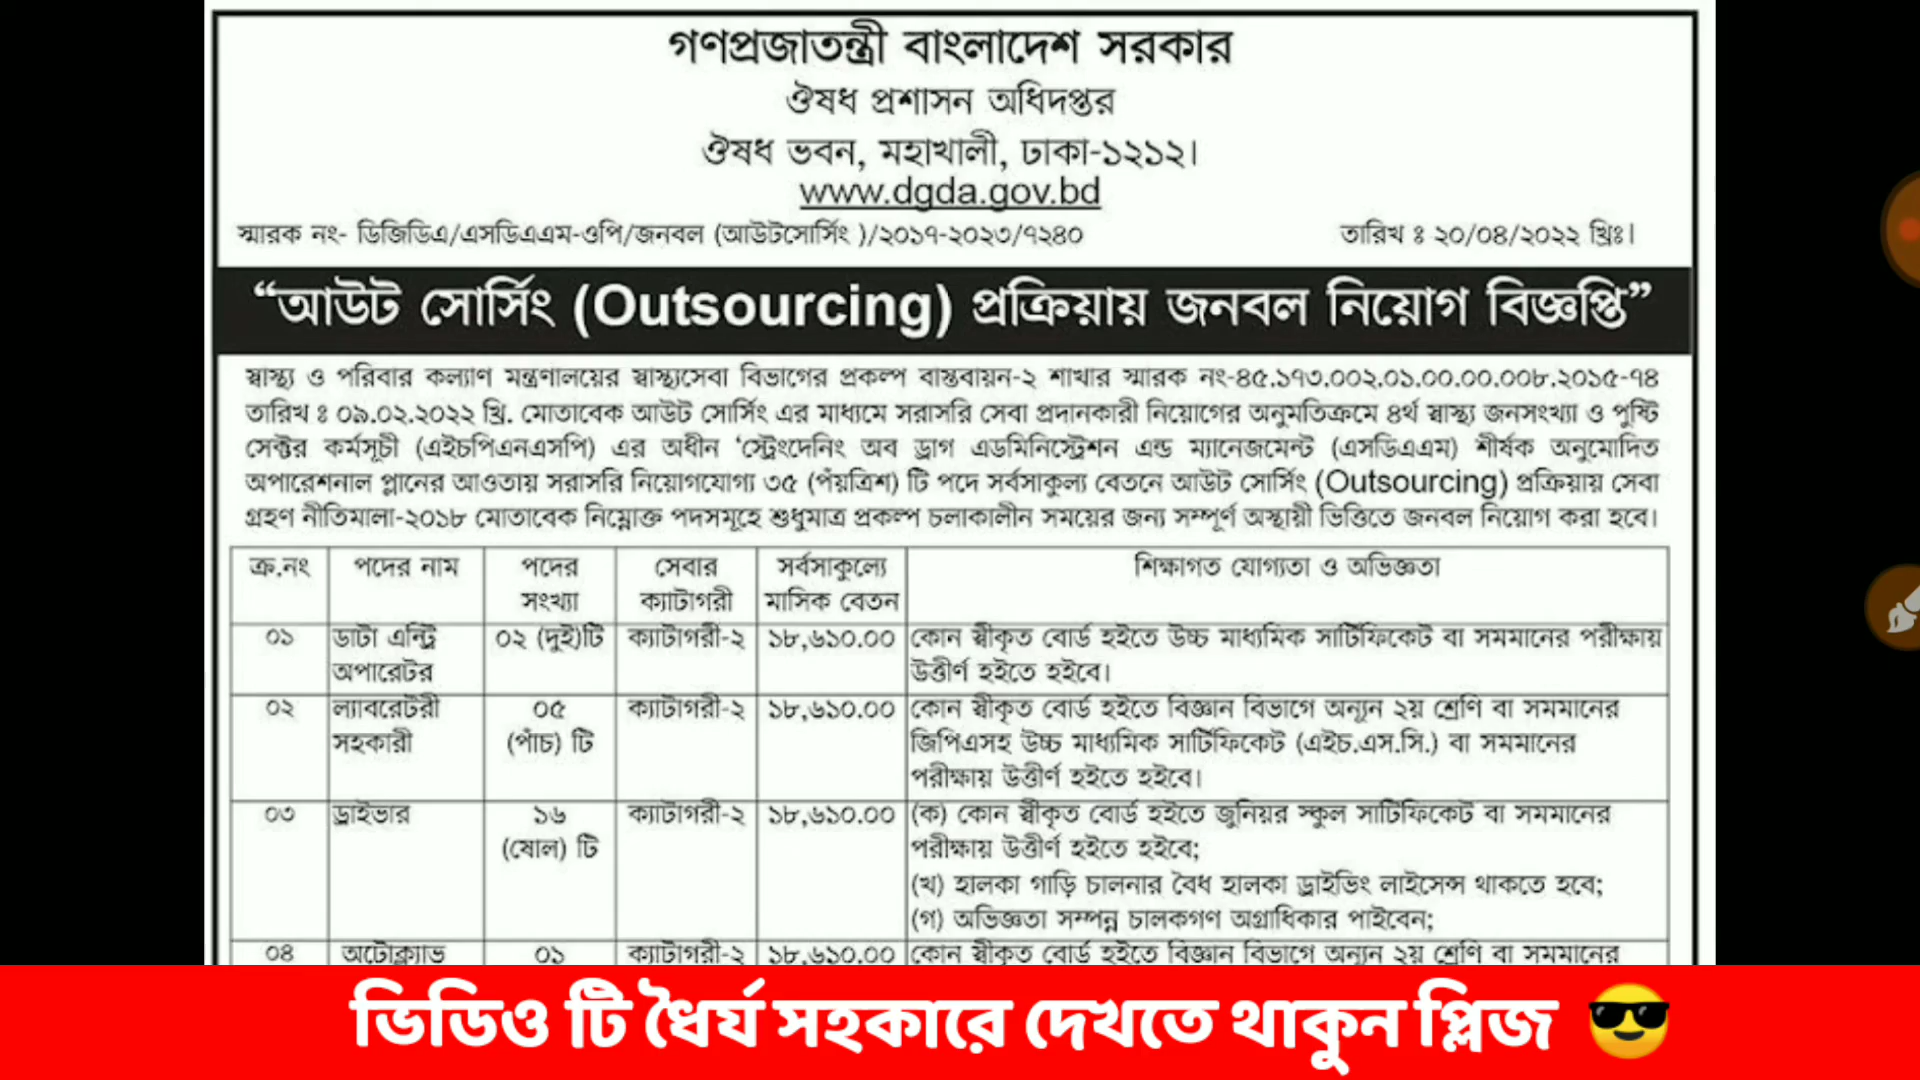 গণপ্রজাতন্ত্রী বাংলাদেশ সরকার
ঔষধ প্রশাসন অধিদপ্তর
ঔষধ ভবন, মহাখালী, ঢাকা-১২১২।
www.dgda.gov.bd
স্মারক নং- ডিজিডিএ/এসডিএএম-ওপি/জনবল (আউটসোর্সিং )/২০১৭-২০২৩/৭২৪০ তারিখ ঃ ২০/০৪/২০২২ খ্রিঃ।
“আউট সোর্সিং (Outsourcing) প্রক্রিয়ায় জনবল নিয়োগ বিজ্ঞপ্তি”
স্বাস্থ্য ও পরিবার কল্যাণ মন্ত্রণালয়ের স্বাস্থ্যসেবা বিভাগের প্রকল্প বাস্তবায়ন-২ শাখার স্মারক নং-৪৫.১৭৩.০০২.০১.০০.০০.০০৮.২০১৫-৭৪
তারিখ ঃ ০৯.০২.২০২২ খ্রি. মোতাবেক আউট সোর্সিং এর মাধ্যমে সরাসরি সেবা প্রদানকারী নিয়োগের অনুমতিক্রমে ৪র্থ স্বাস্থ্য জনসংখ্যা ও পুষ্টি
সেক্টর কর্মসূচী (এইচপিএনএসপি) এর অধীন ‘স্ট্রেংদেনিং অব ড্রাগ এডমিনিস্ট্রেশন এন্ড ম্যানেজমেন্ট (এসডিএএম) শীর্ষক অনুমোদিত
অপারেশনাল প্লানের আওতায় সরাসরি নিয়োগযোগ্য ৩৫ (পঁয়ত্রিশ) টি পদে সর্বসাকুল্য বেতনে আউট সোর্সিং (Outsourcing) প্রক্রিয়ায় সেবা
গ্রহণ নীতিমালা-২০১৮ মোতাবেক নিম্নোক্ত পদসমূহে শুধুমাত্র প্রকল্প চলাকালীন সময়ের জন্য সম্পূর্ণ অস্থায়ী ভিত্তিতে জনবল নিয়োগ করা হবে।
ক্র.নং পদের নাম পদের সেবার সর্বসাকুল্যে শিক্ষাগত যোগ্যতা ও অভিজ্ঞতা
সংখ্যা ক্যাটাগরী মাসিক বেতন
০১ ডাটা এন্ট্রি ০২ (দুই)টি ক্যাটাগরী-২ ১৮,৬১০.০০ কোন স্বীকৃত বোর্ড হইতে উচ্চ মাধ্যমিক সার্টিফিকেট বা সমমানের পরীক্ষায়
অপারেটর উত্তীর্ণ হইতে হইবে।
০২ ল্যাবরেটরী ০৫ ক্যাটাগরী-২ ১৮,৬১০.০০ কোন স্বীকৃত বোর্ড হইতে বিজ্ঞান বিভাগে অন্যূন ২য় শ্রেণি বা সমমানের
সহকারী (পাঁচ) টি জিপিএসহ উচ্চ মাধ্যমিক সার্টিফিকেট (এইচ.এস.সি.) বা সমমানের
পরীক্ষায় উত্তীর্ণ হইতে হইবে।
০৩ ড্রাইভার ১৬ ক্যাটাগরী-২ ১৮,৬১০.০০ (ক) কোন স্বীকৃত বোর্ড হইতে জুনিয়র স্কুল সার্টিফিকেট বা সমমানের
(ষোল) টি পরীক্ষায় উত্তীর্ণ হইতে হইবে;
(খ) হালকা গাড়ি চালনার বৈধ হালকা ড্রাইভিং লাইসেন্স থাকতে হবে;
(গ) অভিজ্ঞতা সম্পন্ন চালকগণ অগ্রাধিকার পাইবেন;
০৪ অটোক্ল্যাভ ০১ ক্যাটাগরী-২ ১৮,৬১০.০০ কোন স্বীকৃত বোর্ড হইতে বিজ্ঞান বিভাগে অন্যূন ২য় শ্রেণি বা সমমানের
ভিডিও টি ধৈর্য সহকারে দেখতে থাকুন প্লিজ 😎